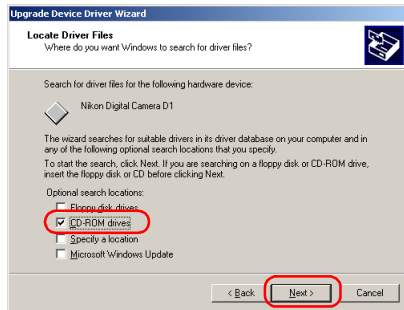 Upgrade Device Driver Wizard
Locate Driver Files
Where do you want Windows to search for driver files?
Search for driver files for the following hardware device:
Nikon Digital Camera D1
The wizard searches for suitable drivers in its driver database on your computer and in
any of the following optional search locations that you specify.
To start the search, click Next. If you are searching on a floppy disk or CD-ROM drive,
insert the floppy disk or CD before clicking Next.
Optional search locations:
Floppy disk drives
CD-ROM drives
Specify a location
Microsoft Windows Update
< Back Next > Cancel